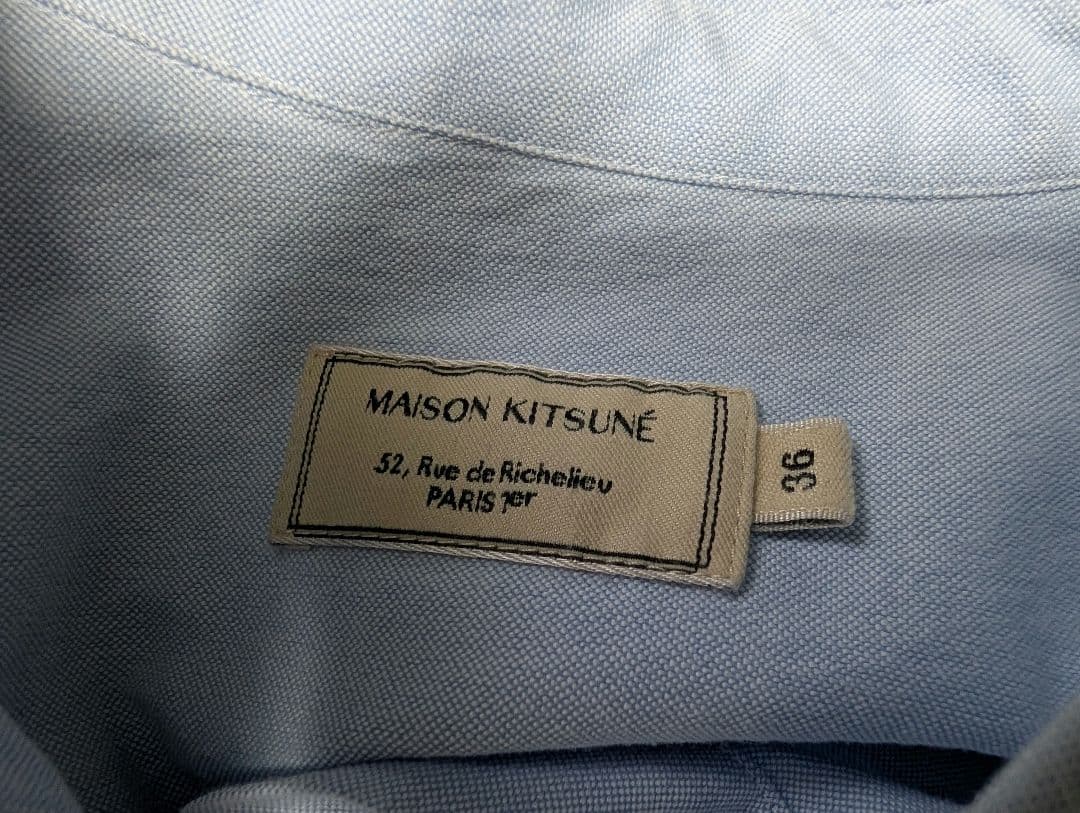 MAISON KITSUNÉ
52, Rue de Richelieu
PARIS 1er
36